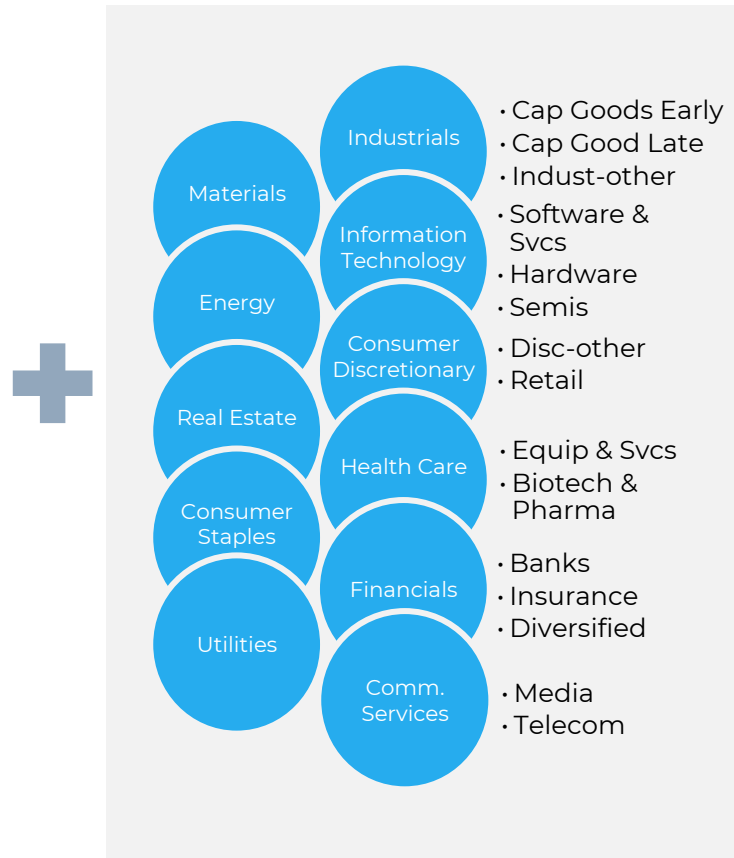 Materials
Energy
Real Estate
Consumer
Staples
Utilities
Industrials
· Cap Goods Early
· Cap Good Late
· Indust-other
Information
Technology
· Software &
Svcs
· Hardware
· Semis
Consumer
Discretionary
· Disc-other
· Retail
Health Care
· Equip & Svcs
· Biotech &
Pharma
Financials
· Banks
· Insurance
· Diversified
Comm.
Services
· Media
· Telecom